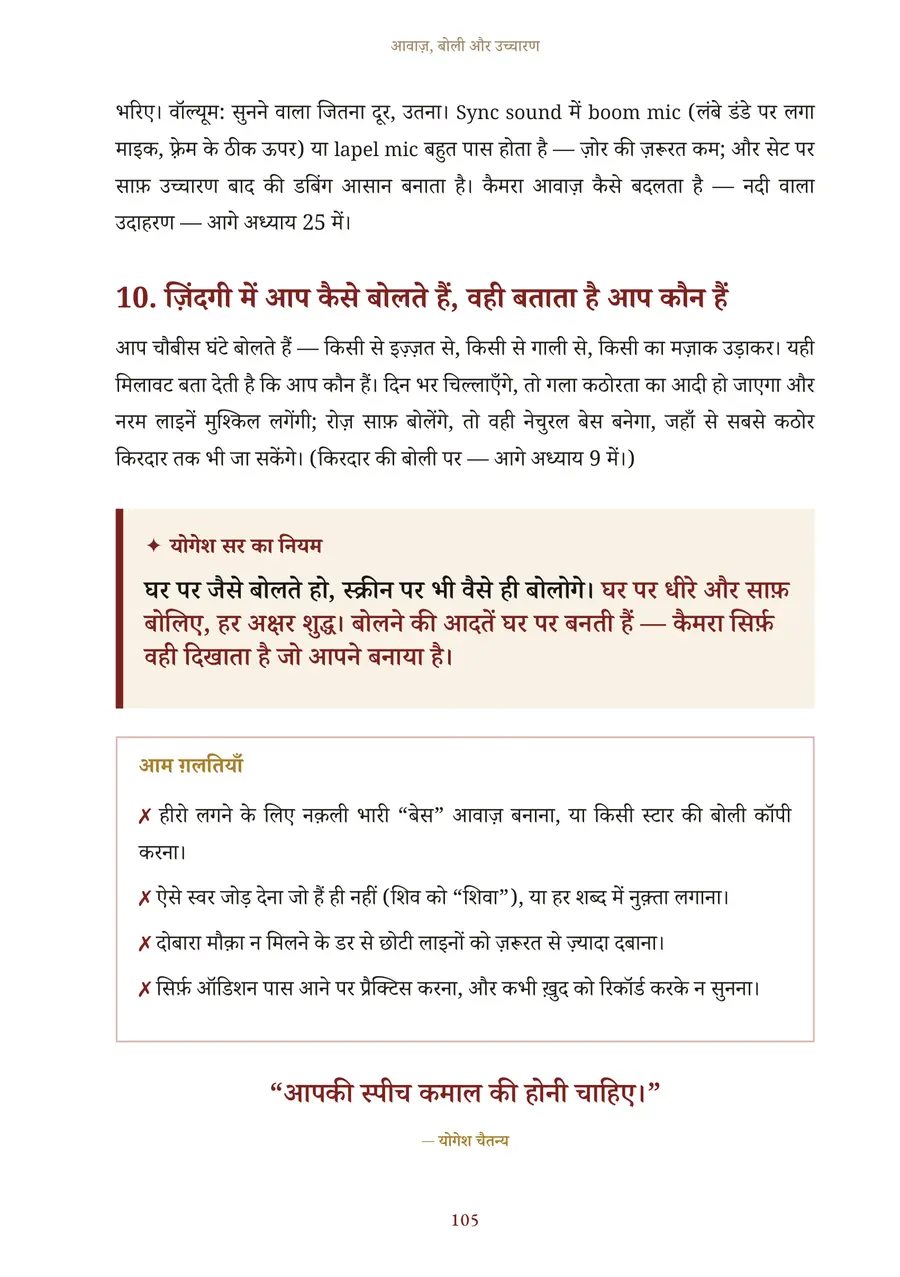 आवाज़, बोली और उच्चारण
भरिए। वॉल्यूम: सुनने वाला जितना दूर, उतना। Sync sound में boom mic (लंबे डंडे पर लगा
माइक, फ़्रेम के ठीक ऊपर) या lapel mic बहुत पास होता है — ज़ोर की ज़रूरत कम; और सेट पर
साफ़ उच्चारण बाद की डबिंग आसान बनाता है। कैमरा आवाज़ कैसे बदलता है — नदी वाला
उदाहरण — आगे अध्याय 25 में।
10. ज़िंदगी में आप कैसे बोलते हैं, वही बताता है आप कौन हैं
आप चौबीस घंटे बोलते हैं — किसी से इज़्ज़त से, किसी से गाली से, किसी का मज़ाक उड़ाकर। यही
मिलावट बता देती है कि आप कौन हैं। दिन भर चिल्लाएँगे, तो गला कठोरता का आदी हो जाएगा और
नरम लाइनें मुश्किल लगेंगी; रोज़ साफ़ बोलेंगे, तो वही नेचुरल बेस बनेगा, जहाँ से सबसे कठोर
किरदार तक भी जा सकेंगे। (किरदार की बोली पर — आगे अध्याय 9 में।)
✦ योगेश सर का नियम
घर पर जैसे बोलते हो, स्क्रीन पर भी वैसे ही बोलोगे। घर पर धीरे और साफ़
बोलिए, हर अक्षर शुद्ध। बोलने की आदतें घर पर बनती हैं — कैमरा सिर्फ़
वही दिखाता है जो आपने बनाया है।
आम ग़लतियाँ
✗ हीरो लगने के लिए नक़ली भारी “बेस” आवाज़ बनाना, या किसी स्टार की बोली कॉपी
करना।
✗ ऐसे स्वर जोड़ देना जो हैं ही नहीं (शिव को “शिवा”), या हर शब्द में नुक़्ता लगाना।
✗ दोबारा मौक़ा न मिलने के डर से छोटी लाइनों को ज़रूरत से ज़्यादा दबाना।
✗ सिर्फ़ ऑडिशन पास आने पर प्रैक्टिस करना, और कभी ख़ुद को रिकॉर्ड करके न सुनना।
“आपकी स्पीच कमाल की होनी चाहिए।”
— योगेश चैतन्य
105